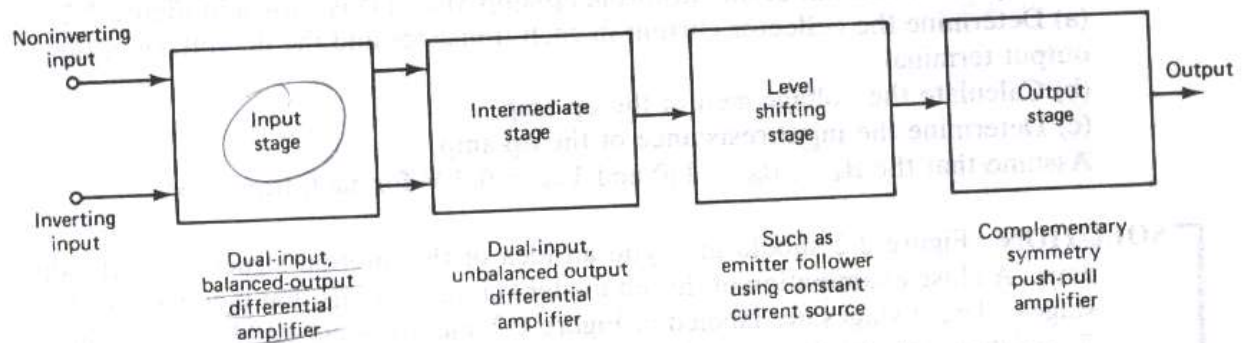 Noninverting
input
Input
stage
Inverting
input
Intermediate
stage
Level
shifting
stage
Output
stage
Output
Dual-input,
balanced-output
differential
amplifier
Dual-input,
unbalanced output
differential
amplifier
Such as
emitter follower
using constant
current source
Complementary
symmetry
push-pull
amplifier